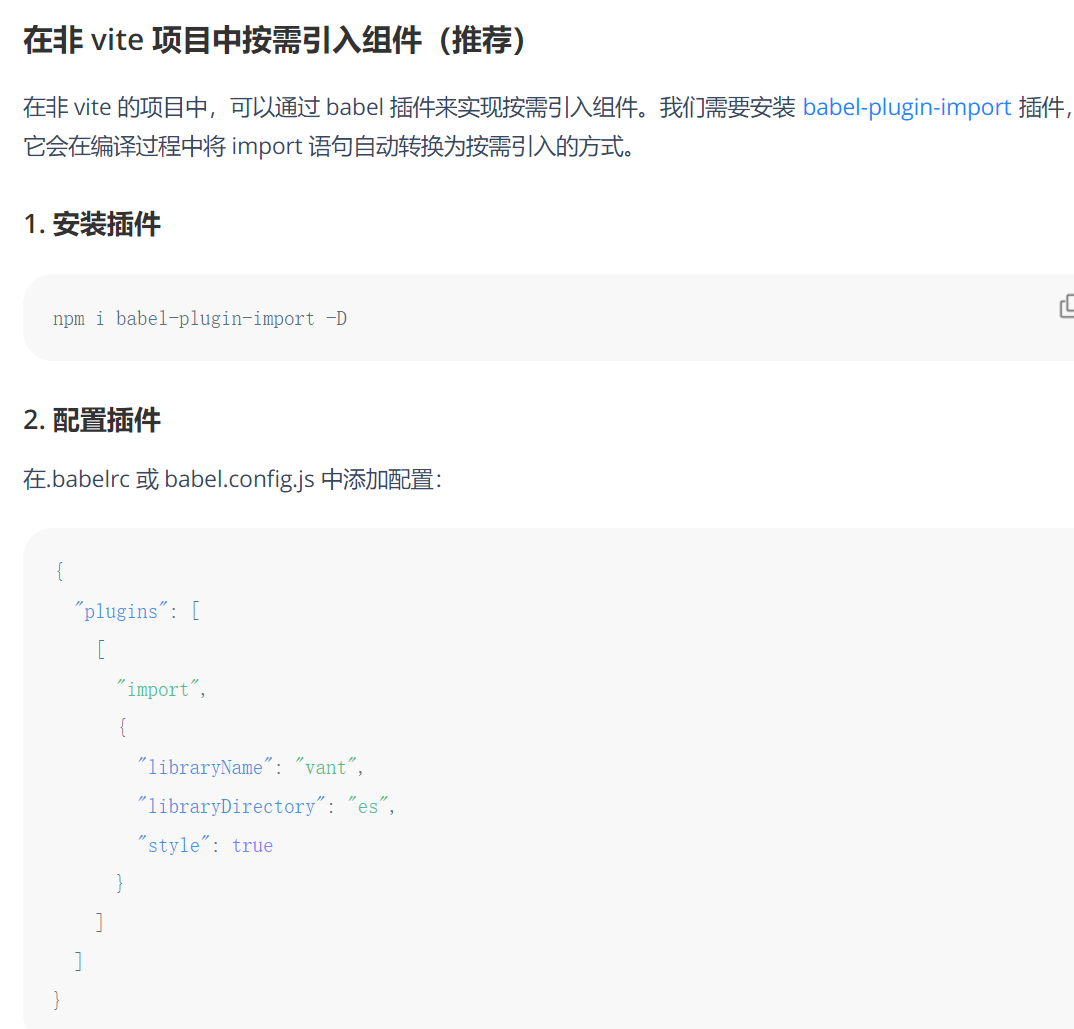 在非 vite 项目中按需引入组件（推荐）
在非 vite 的项目中，可以通过 babel 插件来实现按需引入组件。我们需要安装 babel-plugin-import 插件，
它会在编译过程中将 import 语句自动转换为按需引入的方式。
1. 安装插件
npm i babel-plugin-import -D
2. 配置插件
在.babelrc 或 babel.config.js 中添加配置：
{
"plugins": [
[
"import",
{
"libraryName": "vant",
"libraryDirectory": "es",
"style": true
}
]
]
}